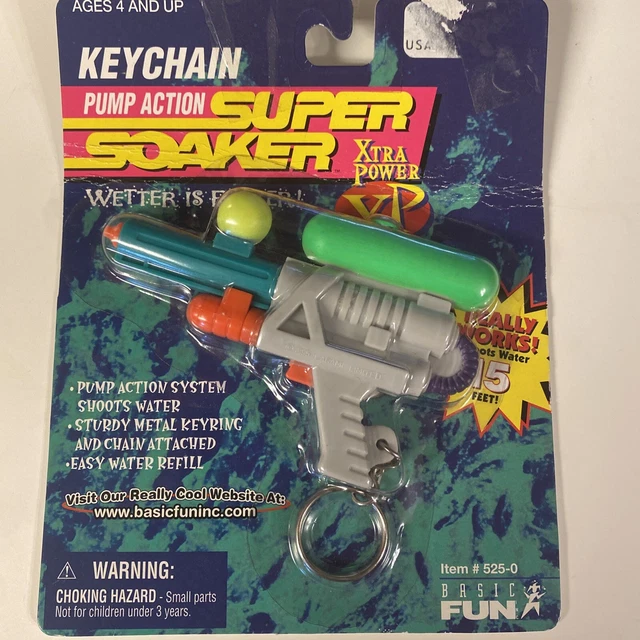 AGES 4 AND UP
USA
KEYCHAIN
PUMP ACTION SUPER
SOAKER XTRA
POWER
XP
WETTER IS
REALLY
WORKS!
Shoots Water
15
FEET!
• PUMP ACTION SYSTEM
SHOOTS WATER
• STURDY METAL KEYRING
AND CHAIN ATTACHED
• EASY WATER REFILL
Visit Our Really Cool Website At:
www.basicfuninc.com
⚠ WARNING:
CHOKING HAZARD - Small parts
Not for children under 3 years.
Item # 525-0
BASIC
FUN